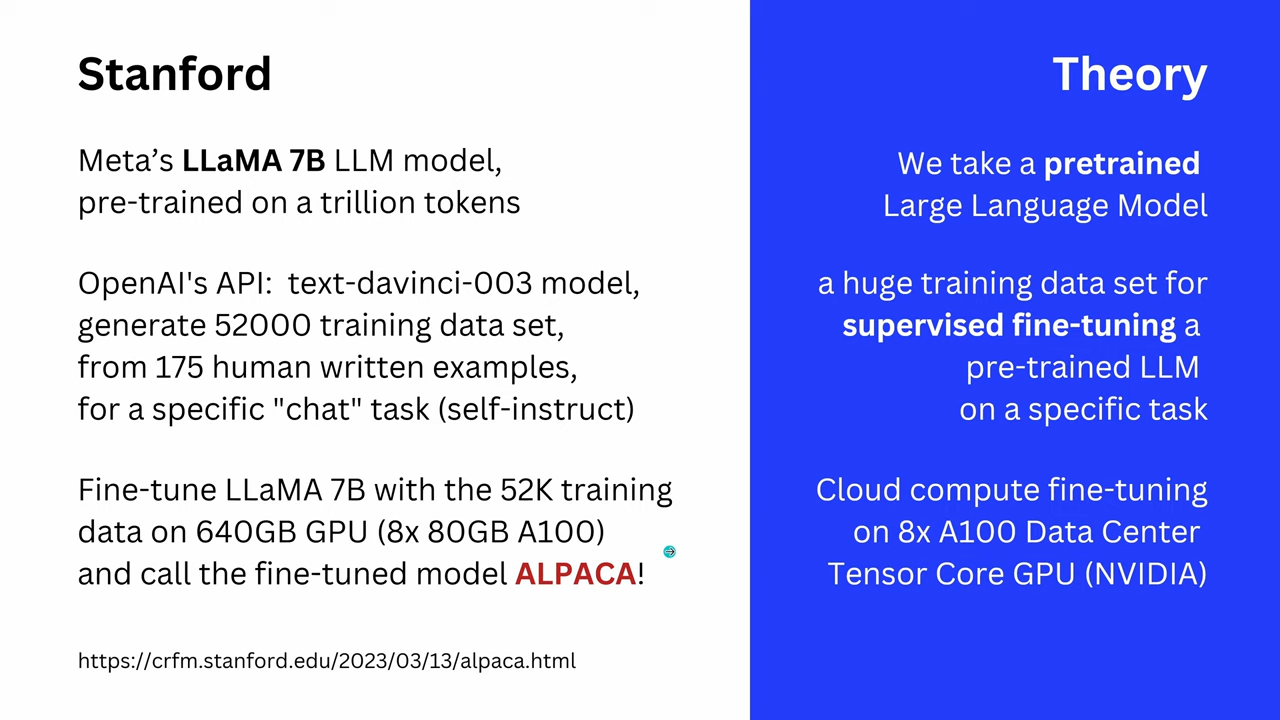 Stanford
Meta’s LLaMA 7B LLM model,
pre-trained on a trillion tokens
OpenAI's API:  text-davinci-003 model,
generate 52000 training data set,
from 175 human written examples,
for a specific "chat" task (self-instruct)
Fine-tune LLaMA 7B with the 52K training
data on 640GB GPU (8x 80GB A100)
and call the fine-tuned model ALPACA!
https://crfm.stanford.edu/2023/03/13/alpaca.html
Theory
We take a pretrained
Large Language Model
a huge training data set for
supervised fine-tuning a
pre-trained LLM
on a specific task
Cloud compute fine-tuning
on 8x A100 Data Center
Tensor Core GPU (NVIDIA)